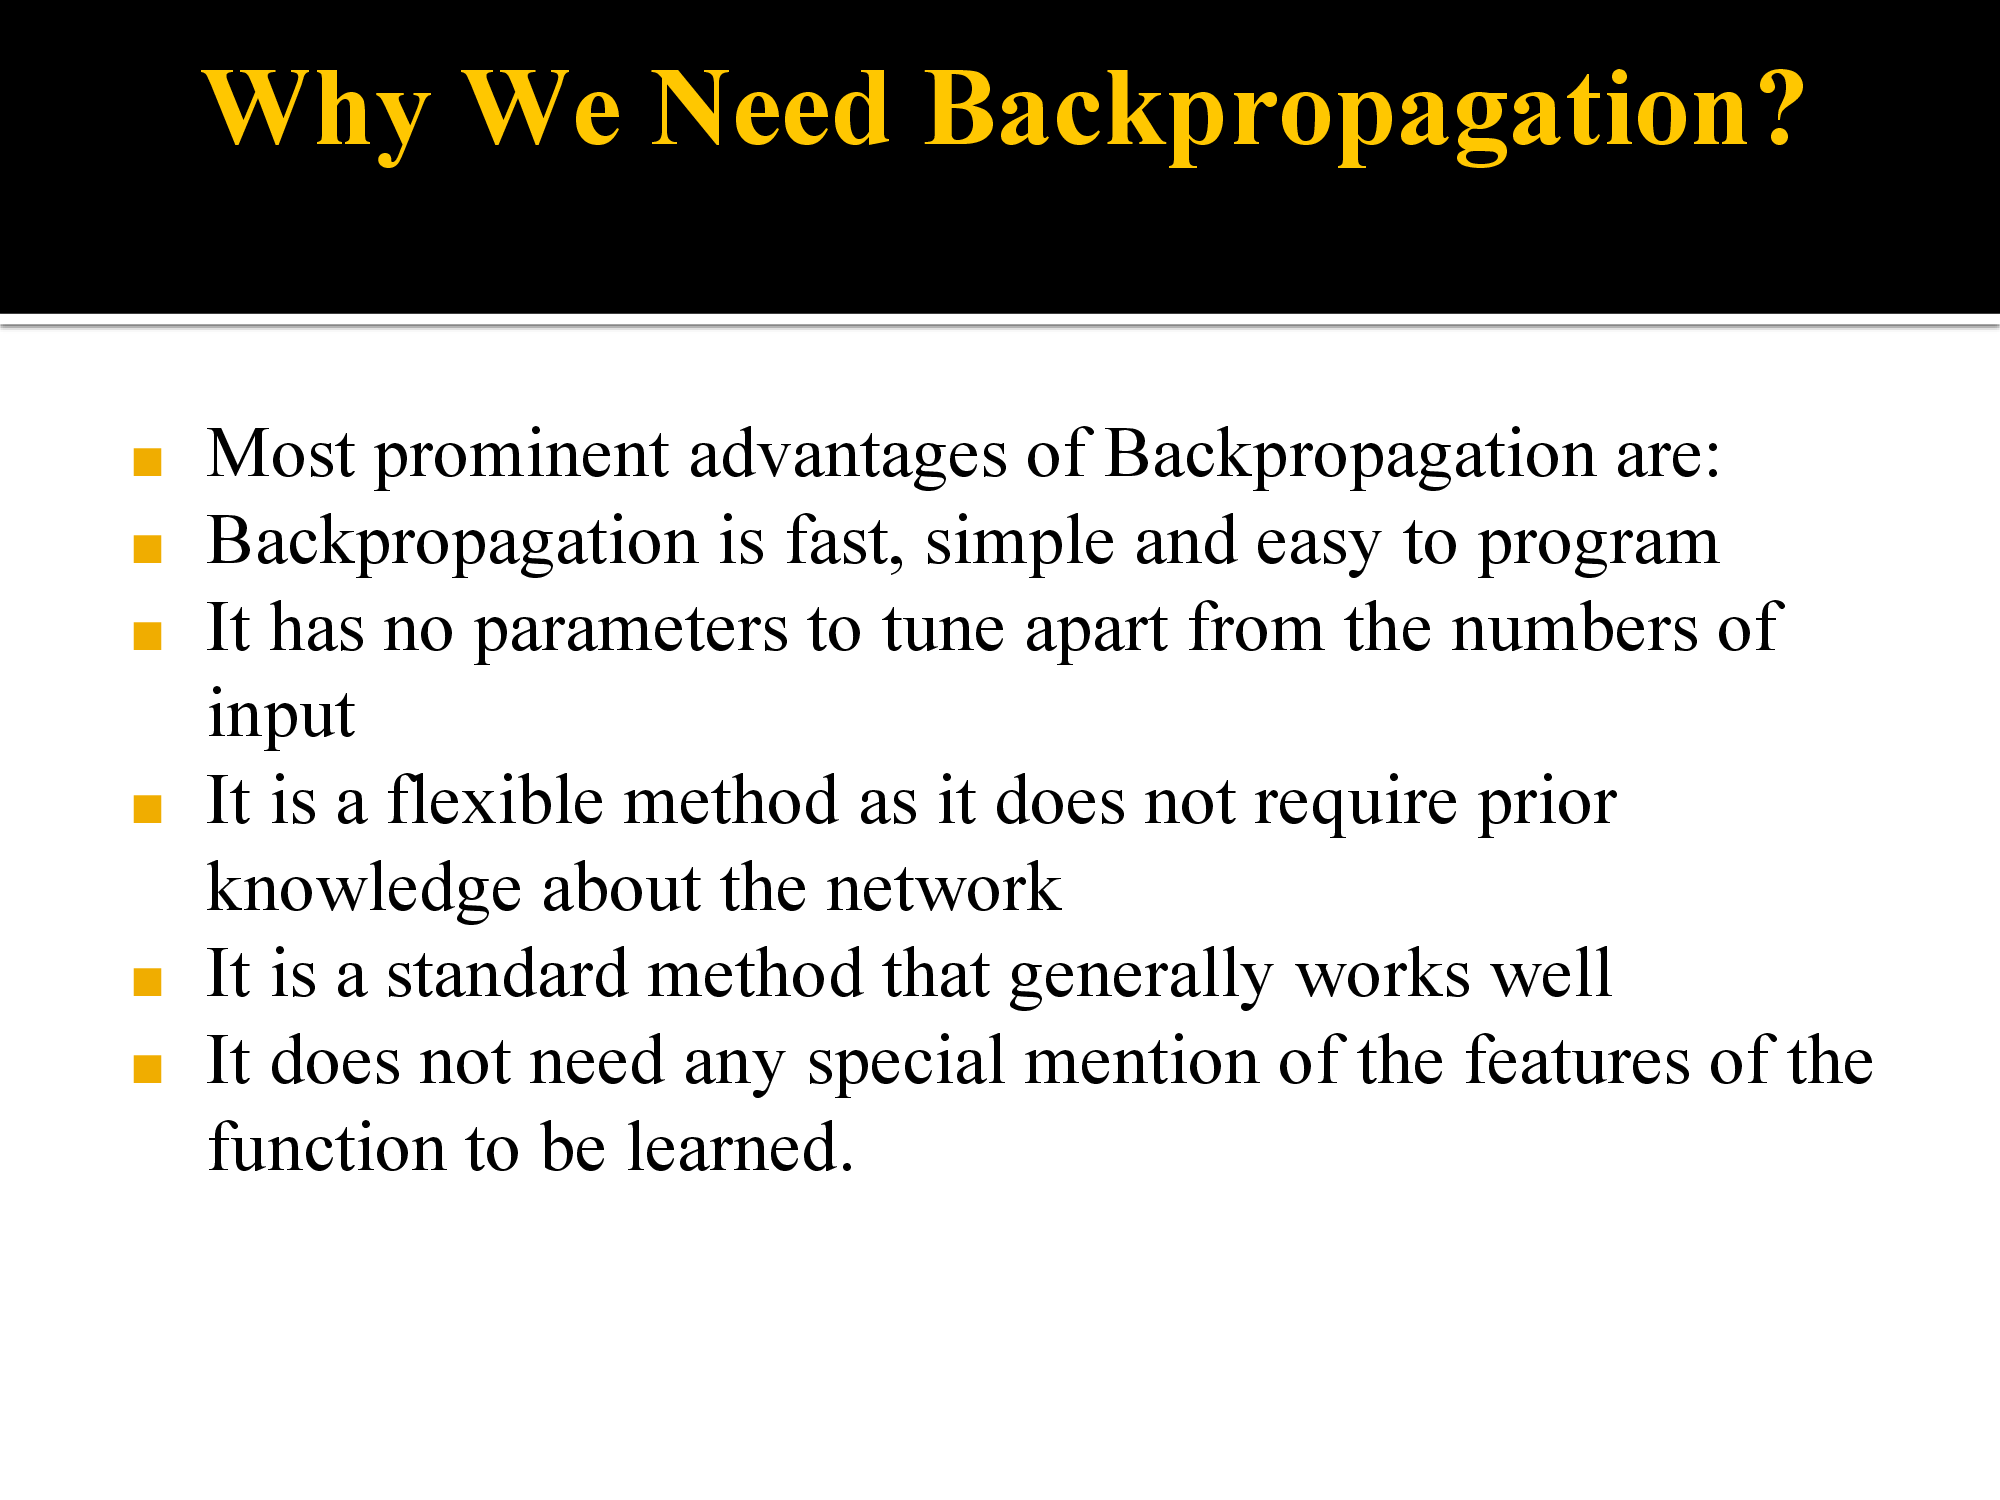 Why We Need Backpropagation?
■ Most prominent advantages of Backpropagation are:
■ Backpropagation is fast, simple and easy to program
■ It has no parameters to tune apart from the numbers of
input
■ It is a flexible method as it does not require prior
knowledge about the network
■ It is a standard method that generally works well
■ It does not need any special mention of the features of the
function to be learned.